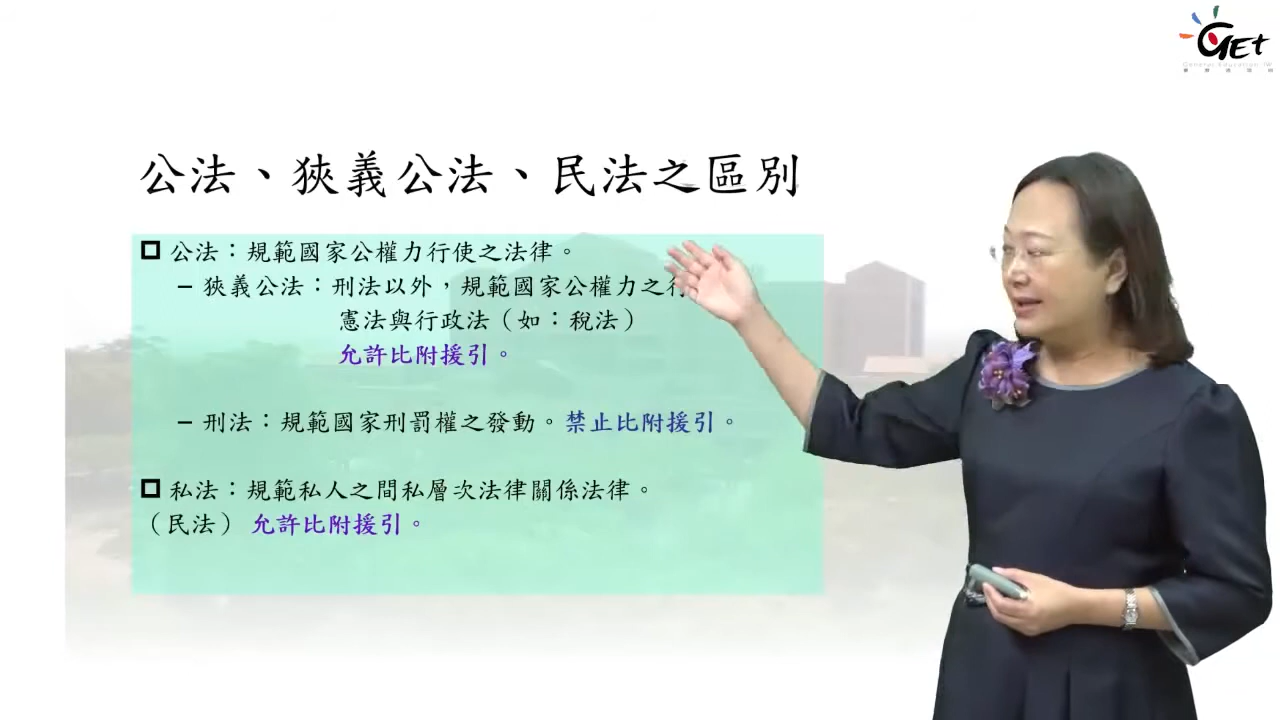 GEt
General Education TW
公法、狹義公法、民法之區別
公法：規範國家公權力行使之法律。
– 狹義公法：刑法以外，規範國家公權力之行
憲法與行政法（如：稅法）
允許比附援引。
– 刑法：規範國家刑罰權之發動。禁止比附援引。
私法：規範私人之間私層次法律關係法律。
（民法） 允許比附援引。